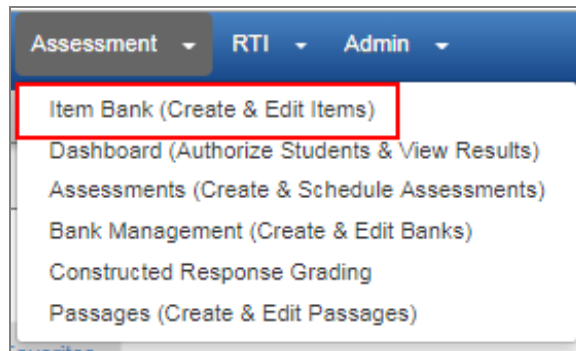 Assessment RTI Admin
Item Bank (Create & Edit Items)
Dashboard (Authorize Students & View Results)
Assessments (Create & Schedule Assessments)
Bank Management (Create & Edit Banks)
Constructed Response Grading
Passages (Create & Edit Passages)